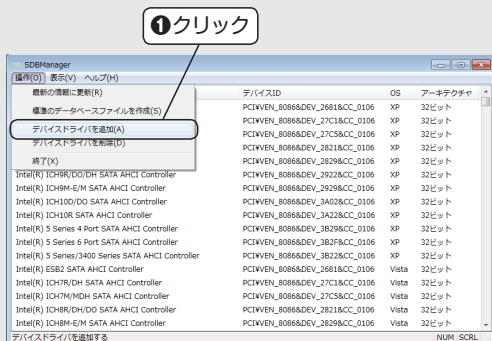 ❶クリック
SDBManager
操作(O) 表示(V) ヘルプ(H)
最新の情報に更新(R)
標準のデータベースファイルを作成(S)
デバイスドライバを追加(A)
デバイスドライバを削除(D)
終了(X)
デバイスID OS アーキテクチャ
PCI¥VEN_8086&DEV_2681&CC_0106 XP 32ビット
PCI¥VEN_8086&DEV_27C1&CC_0106 XP 32ビット
PCI¥VEN_8086&DEV_27C5&CC_0106 XP 32ビット
PCI¥VEN_8086&DEV_2821&CC_0106 XP 32ビット
PCI¥VEN_8086&DEV_2829&CC_0106 XP 32ビット
Intel(R) ICH9R/DO/DH SATA AHCI Controller PCI¥VEN_8086&DEV_2922&CC_0106 XP 32ビット
Intel(R) ICH9M-E/M SATA AHCI Controller PCI¥VEN_8086&DEV_2929&CC_0106 XP 32ビット
Intel(R) ICH10D/DO SATA AHCI Controller PCI¥VEN_8086&DEV_3A02&CC_0106 XP 32ビット
Intel(R) ICH10R SATA AHCI Controller PCI¥VEN_8086&DEV_3A22&CC_0106 XP 32ビット
Intel(R) 5 Series 4 Port SATA AHCI Controller PCI¥VEN_8086&DEV_3B29&CC_0106 XP 32ビット
Intel(R) 5 Series 6 Port SATA AHCI Controller PCI¥VEN_8086&DEV_3B2F&CC_0106 XP 32ビット
Intel(R) 5 Series/3400 Series SATA AHCI Controller PCI¥VEN_8086&DEV_3B22&CC_0106 XP 32ビット
Intel(R) ESB2 SATA AHCI Controller PCI¥VEN_8086&DEV_2681&CC_0106 Vista 32ビット
Intel(R) ICH7R/DH SATA AHCI Controller PCI¥VEN_8086&DEV_27C1&CC_0106 Vista 32ビット
Intel(R) ICH7M/MDH SATA AHCI Controller PCI¥VEN_8086&DEV_27C5&CC_0106 Vista 32ビット
Intel(R) ICH8R/DH/DO SATA AHCI Controller PCI¥VEN_8086&DEV_2821&CC_0106 Vista 32ビット
Intel(R) ICH8M-E/M SATA AHCI Controller PCI¥VEN_8086&DEV_2828&CC_0106 Vista 32ビット
デバイスドライバを追加する NUM SCRL